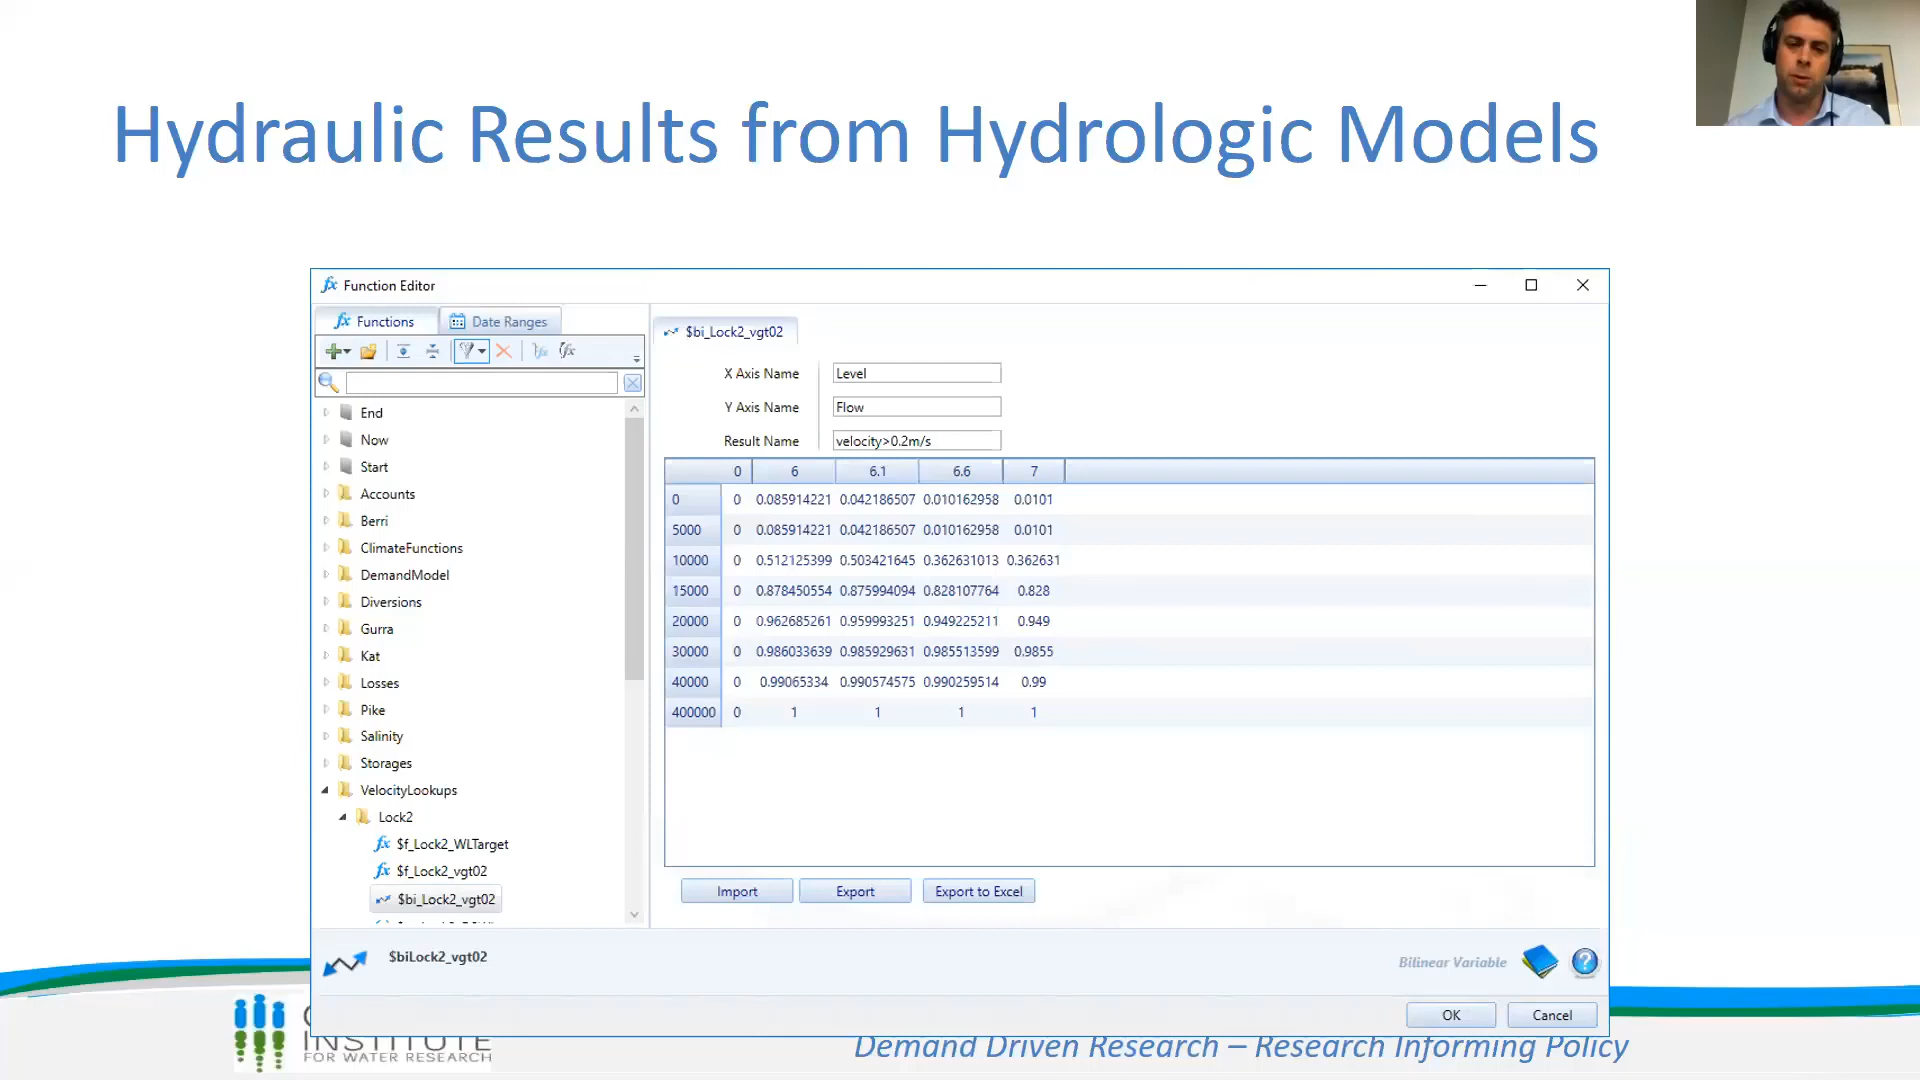 Hydraulic Results from Hydrologic Models
fx Function Editor
fx Functions
Date Ranges
End
Now
Start
Accounts
Berri
ClimateFunctions
DemandModel
Diversions
Gurra
Kat
Losses
Pike
Salinity
Storages
VelocityLookups
Lock2
fx $f_Lock2_WLTarget
fx $f_Lock2_vgt02
$bi_Lock2_vgt02
$bi_Lock2_vgt02
X Axis Name Level
Y Axis Name Flow
Result Name velocity>0.2m/s
0 6 6.1 6.6 7
0 0 0.085914221 0.042186507 0.010162958 0.0101
5000 0 0.085914221 0.042186507 0.010162958 0.0101
10000 0 0.512125399 0.503421645 0.362631013 0.362631
15000 0 0.878450554 0.875994094 0.828107764 0.828
20000 0 0.962685261 0.959993251 0.949225211 0.949
30000 0 0.986033639 0.985929631 0.985513599 0.9855
40000 0 0.99065334 0.990574575 0.990259514 0.99
400000 0 1 1 1 1
Import Export Export to Excel
$biLock2_vgt02
Bilinear Variable
OK Cancel
INSTITUTE
FOR WATER RESEARCH
Demand Driven Research – Research Informing Policy